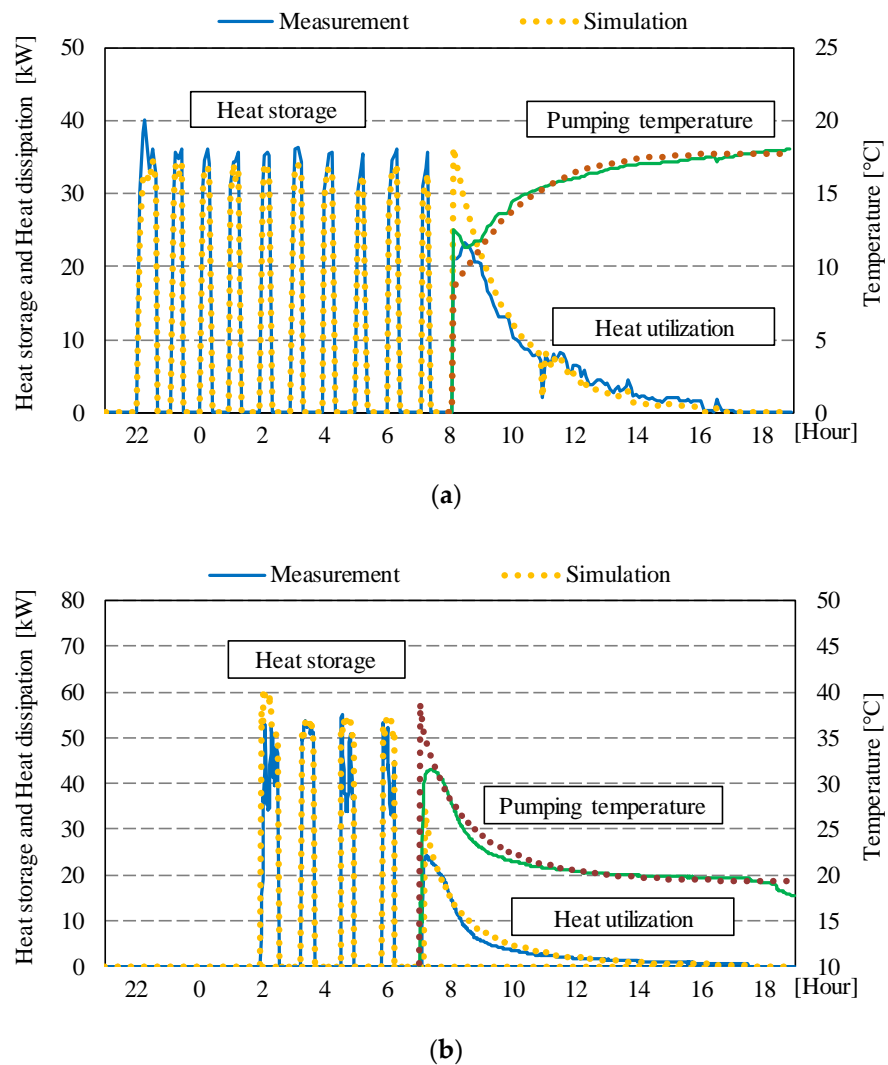 Measurement Simulation
Heat storage and Heat dissipation [kW]
50
40
30
20
10
0
Heat storage
Pumping temperature
Heat utilization
25
20
15
10
5
0
Temperature [°C]
22 0 2 4 6 8 10 12 14 16 18 [Hour]
(a)
Measurement Simulation
Heat storage and Heat dissipation [kW]
80
70
60
50
40
30
20
10
0
Heat storage
Pumping temperature
Heat utilization
50
45
40
35
30
25
20
15
10
Temperature [°C]
22 0 2 4 6 8 10 12 14 16 18 [Hour]
(b)